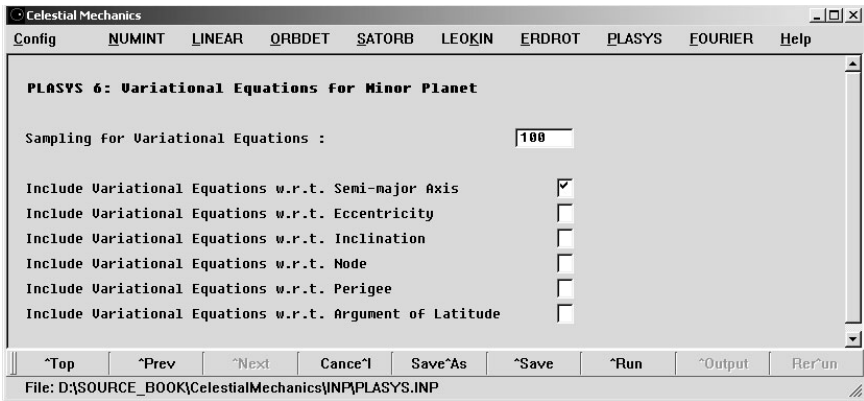 Celestial Mechanics
Config NUMINT LINEAR ORBDET SATORB LEOKIN ERDROT PLASYS FOURIER Help
PLASYS 6: Variational Equations for Minor Planet
Sampling for Variational Equations : 100
Include Variational Equations w.r.t. Semi-major Axis
Include Variational Equations w.r.t. Eccentricity
Include Variational Equations w.r.t. Inclination
Include Variational Equations w.r.t. Node
Include Variational Equations w.r.t. Perigee
Include Variational Equations w.r.t. Argument of Latitude
^Top ^Prev ^Next Cance^l Save^As ^Save ^Run ^Output Rer^un
File: D:\SOURCE_BOOK\CelestialMechanics\INP\PLASYS.INP